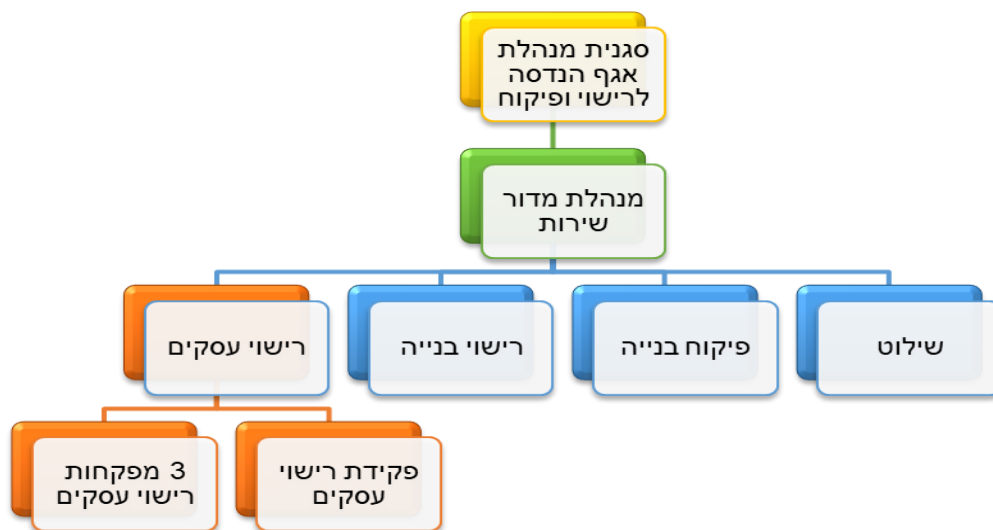 סגנית מנהלת
אגף הנדסה
לרישוי ופיקוח
מנהלת מדור
שירות
שילוט
פיקוח בנייה
רישוי בנייה
רישוי עסקים
פקידת רישוי
עסקים
3 מפקחות
רישוי עסקים